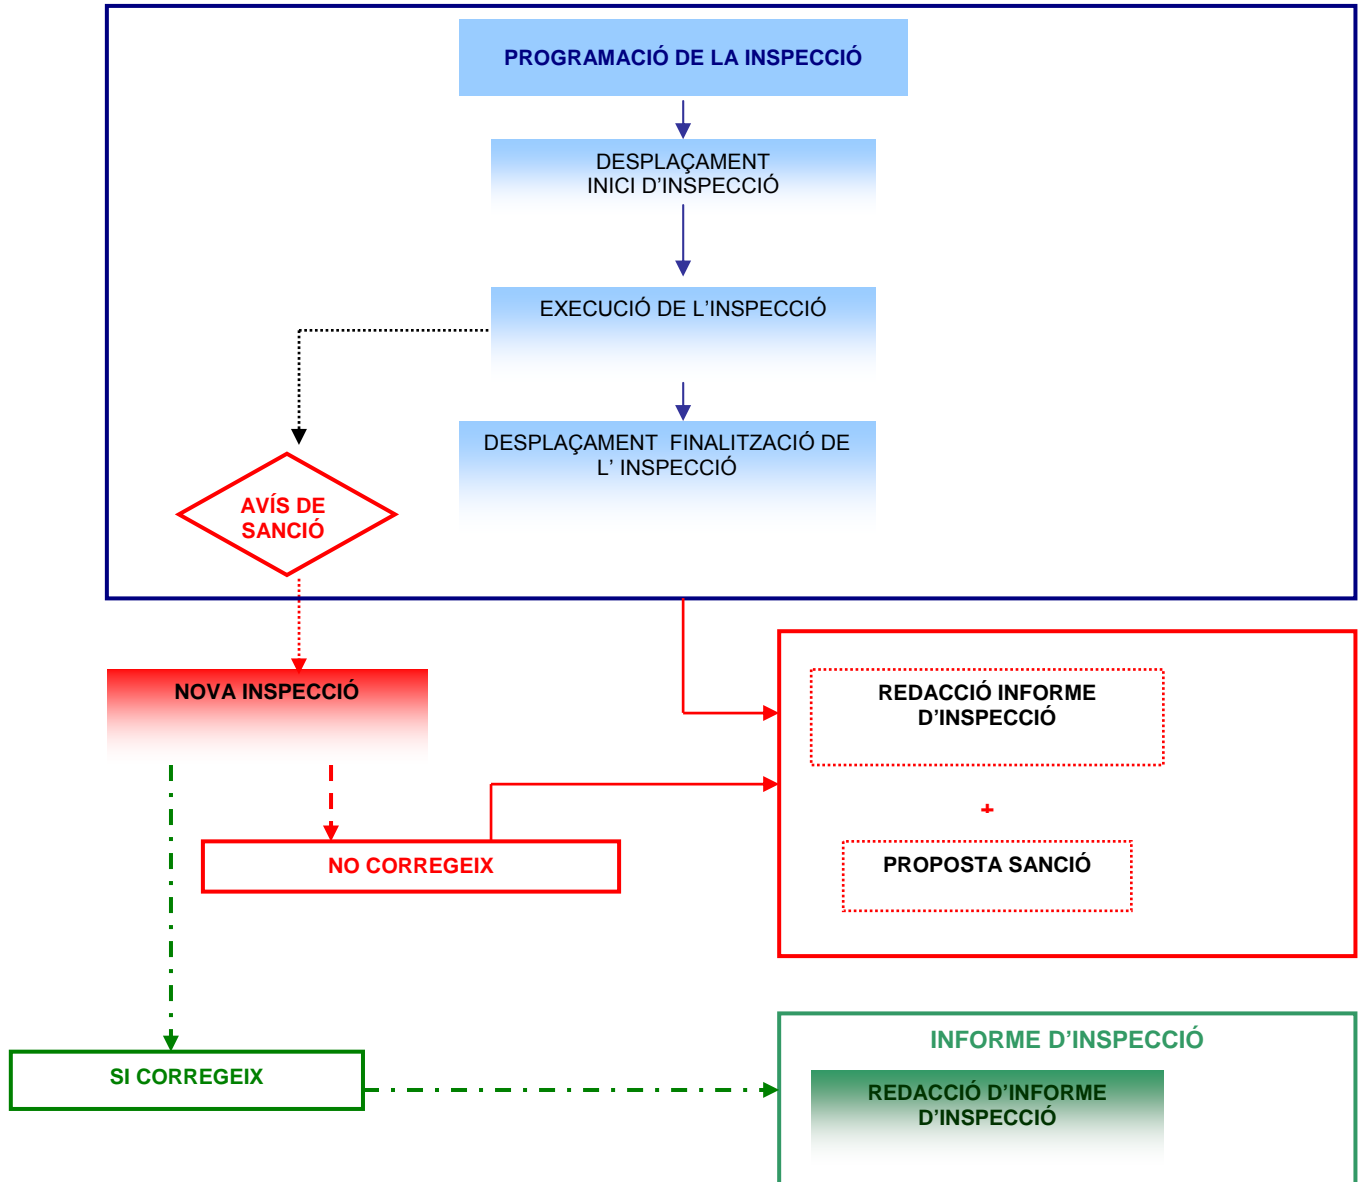 PROGRAMACIÓ DE LA INSPECCIÓ
DESPLAÇAMENT
INICI D’INSPECCIÓ
EXECUCIÓ DE L’INSPECCIÓ
DESPLAÇAMENT FINALITZACIÓ DE
L’ INSPECCIÓ
AVÍS DE
SANCIÓ
NOVA INSPECCIÓ
REDACCIÓ INFORME
D’INSPECCIÓ
+
PROPOSTA SANCIÓ
NO CORREGEIX
SI CORREGEIX
INFORME D’INSPECCIÓ
REDACCIÓ D’INFORME
D’INSPECCIÓ